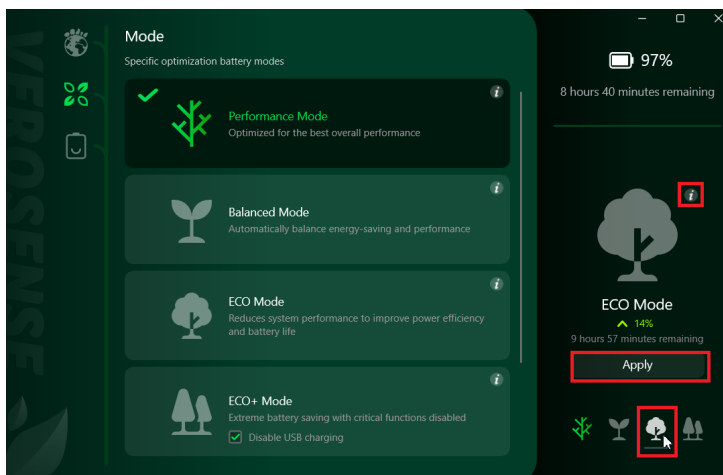 VEROSENSE
Mode
Specific optimization battery modes
Performance Mode
Optimized for the best overall performance
Balanced Mode
Automatically balance energy-saving and performance
ECO Mode
Reduces system performance to improve power efficiency
and battery life
ECO+ Mode
Extreme battery saving with critical functions disabled
Disable USB charging
97%
8 hours 40 minutes remaining
ECO Mode
14%
9 hours 57 minutes remaining
Apply